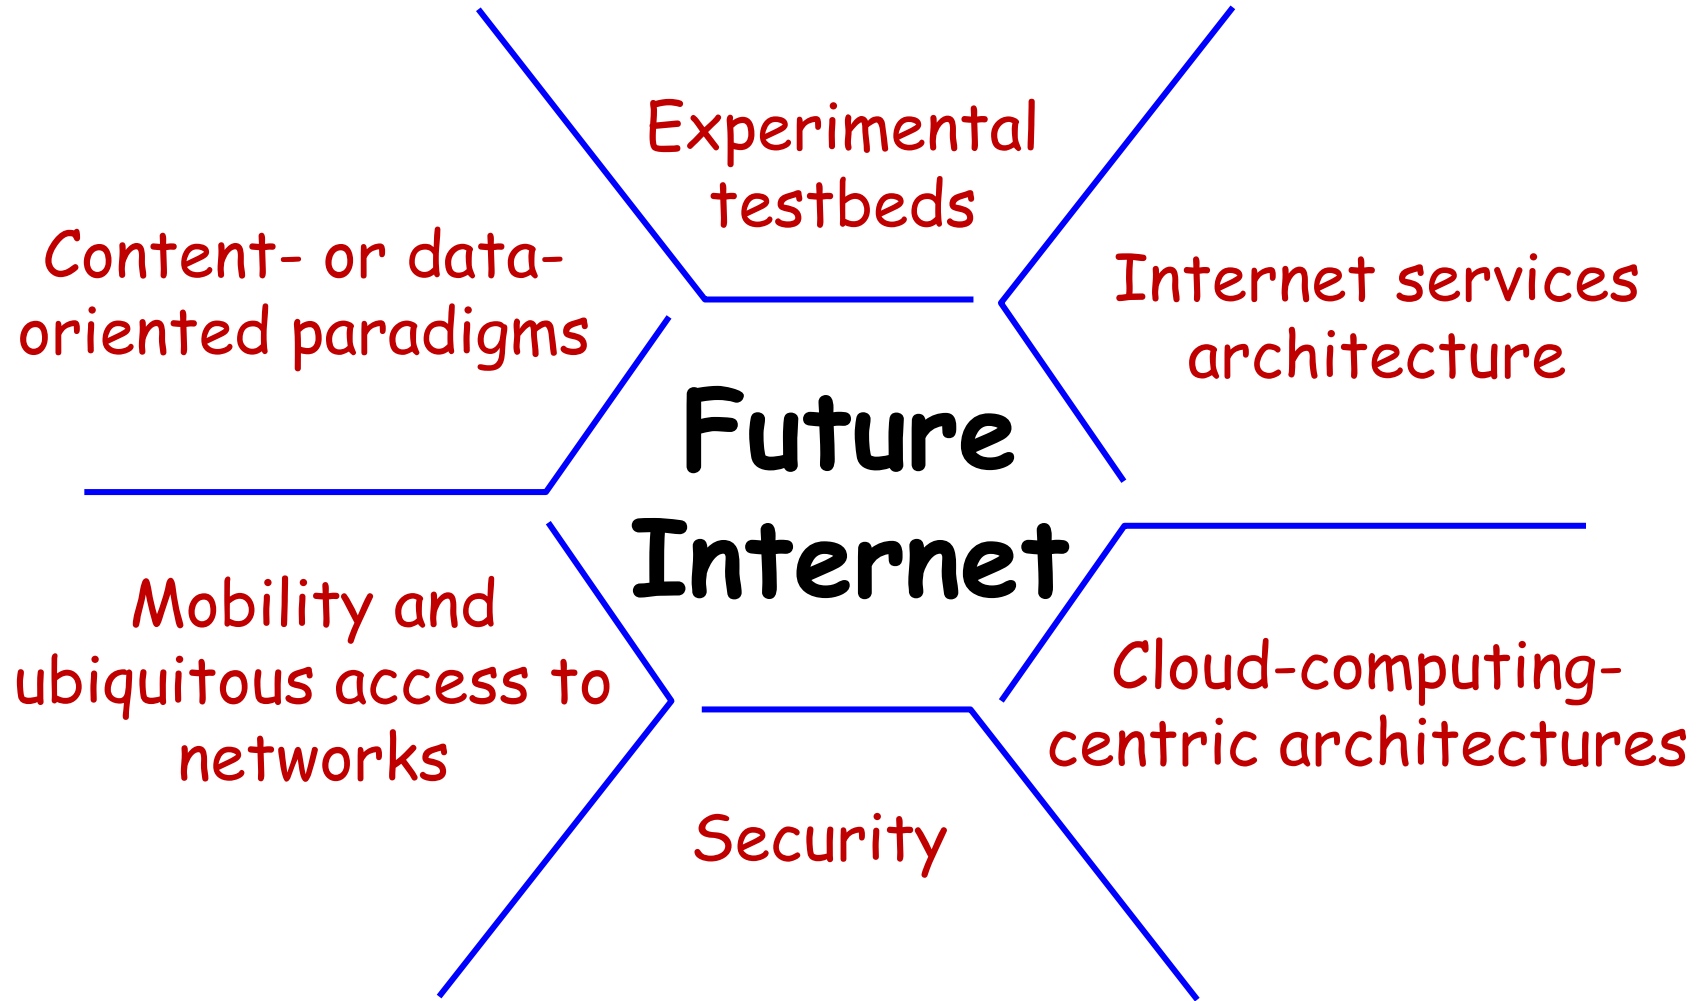 Experimental
testbeds
Content- or data-
oriented paradigms
Internet services
architecture
Future
Internet
Mobility and
ubiquitous access to
networks
Cloud-computing-
centric architectures
Security